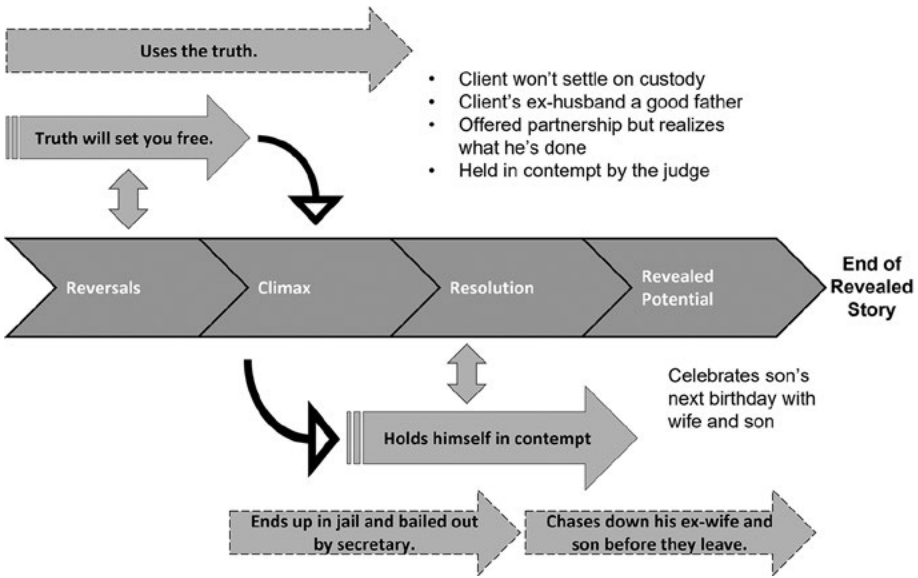 Uses the truth.
• Client won't settle on custody
• Client's ex-husband a good father
• Offered partnership but realizes
what he's done
• Held in contempt by the judge
Truth will set you free.
Reversals
Climax
Resolution
Revealed
Potential
End of
Revealed
Story
Celebrates son's
next birthday with
wife and son
Holds himself in contempt
Ends up in jail and bailed out
by secretary.
Chases down his ex-wife and
son before they leave.